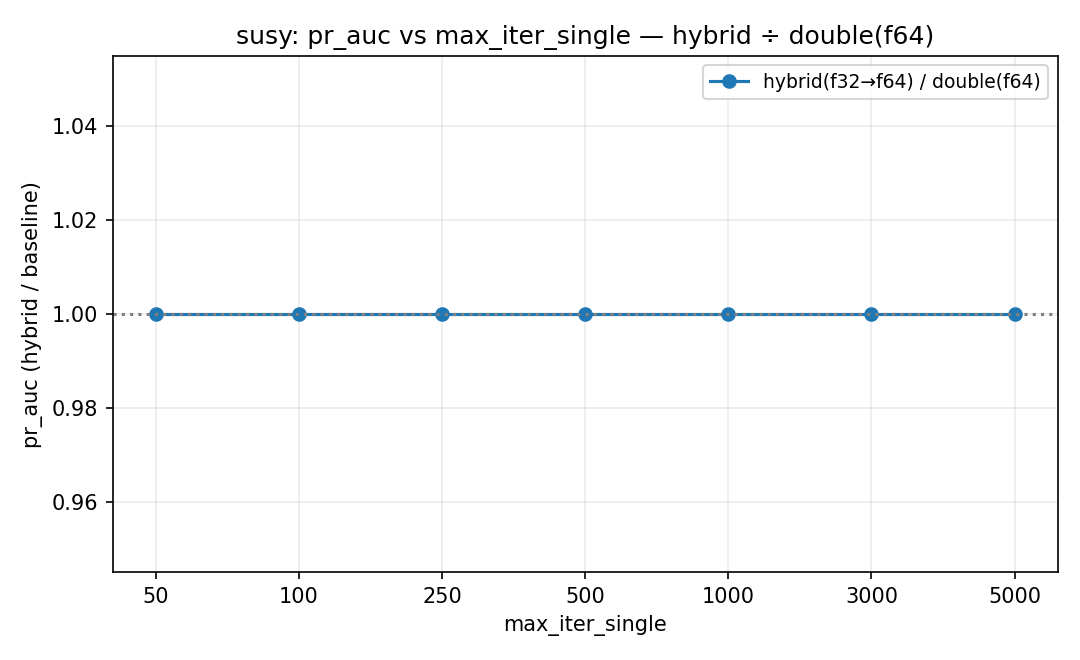 susy: pr_auc vs max_iter_single — hybrid ÷ double(f64)
hybrid(f32→f64) / double(f64)
pr_auc (hybrid / baseline)
1.04
1.02
1.00
0.98
0.96
50 100 250 500 1000 3000 5000
max_iter_single